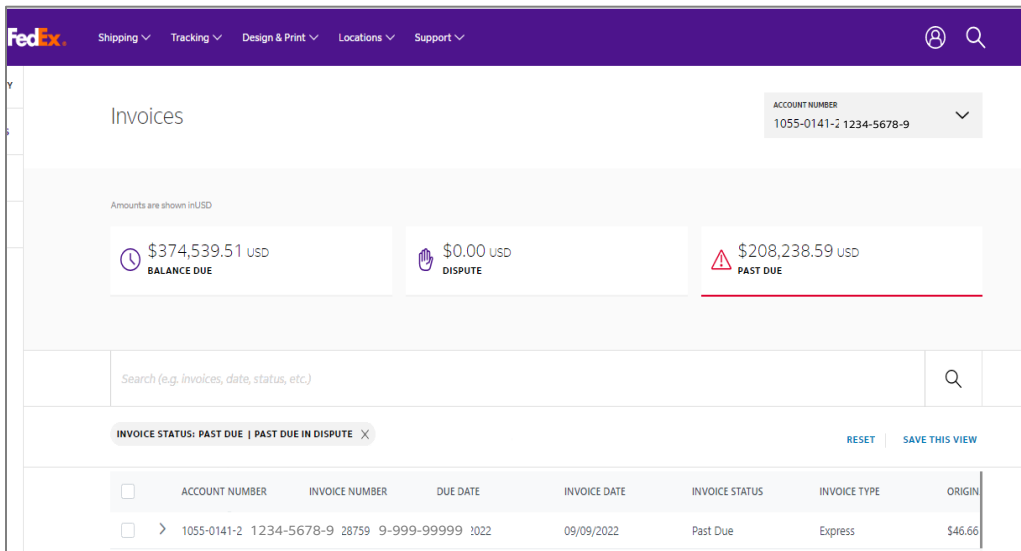 FedEx. Shipping Tracking Design & Print Locations Support
Y
S
Invoices
ACCOUNT NUMBER
1055-0141-2 1234-5678-9
Amounts are shown inUSD
$374,539.51 USD
BALANCE DUE
$0.00 USD
DISPUTE
$208,238.59 USD
PAST DUE
Search (e.g. invoices, date, status, etc.)
INVOICE STATUS: PAST DUE | PAST DUE IN DISPUTE X
RESET SAVE THIS VIEW
ACCOUNT NUMBER INVOICE NUMBER DUE DATE INVOICE DATE INVOICE STATUS INVOICE TYPE ORIGIN
1055-0141-2 1234-5678-9 28759 9-999-99999 2022 09/09/2022 Past Due Express $46.66